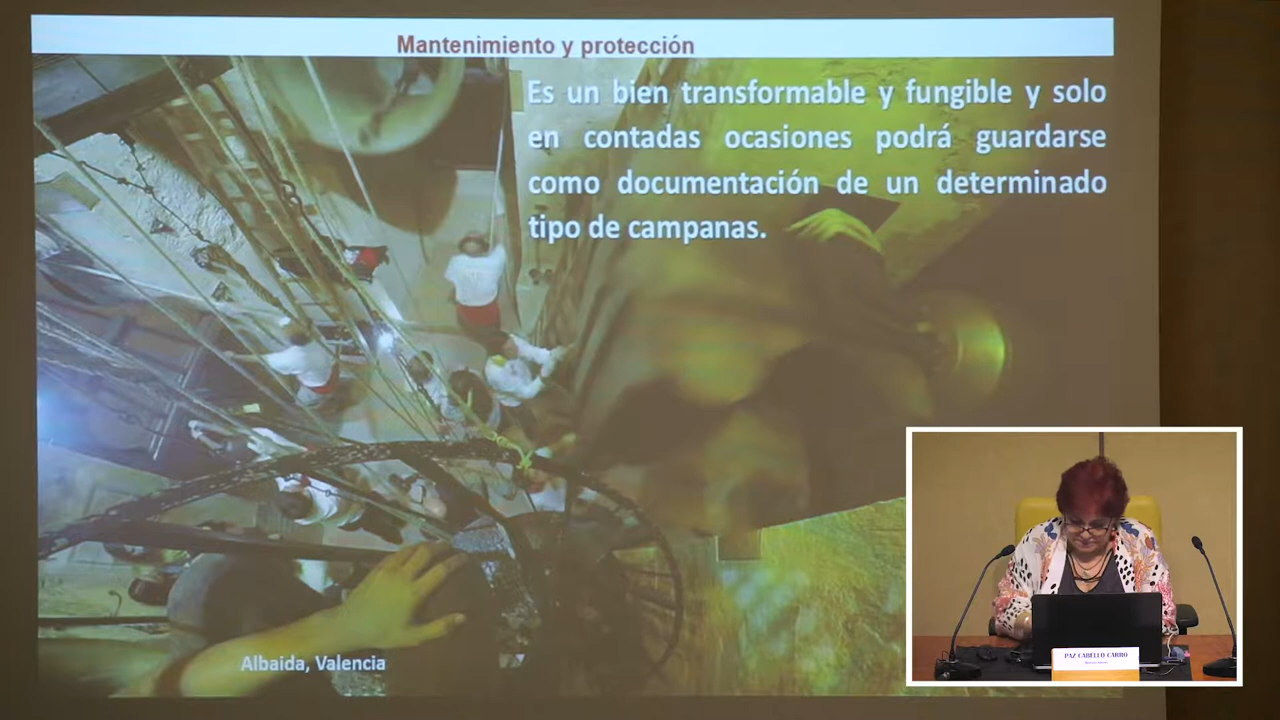 Mantenimiento y protección
Es un bien transformable y fungible y solo
en contadas ocasiones podrá guardarse
como documentación de un determinado
tipo de campanas.
Albaida, Valencia
PAZ CABELLO CARRO